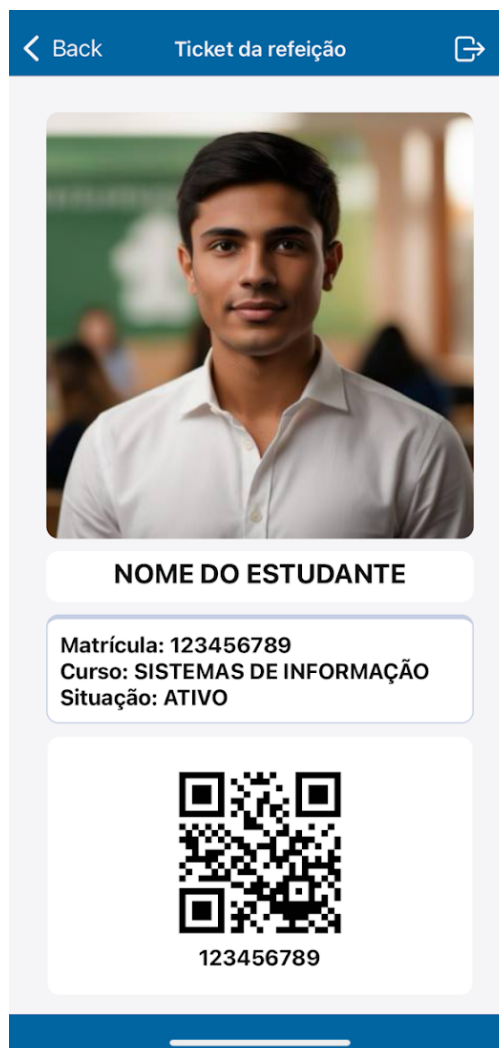 Back
Ticket da refeição
NOME DO ESTUDANTE
Matrícula: 123456789
Curso: SISTEMAS DE INFORMAÇÃO
Situação: ATIVO
123456789